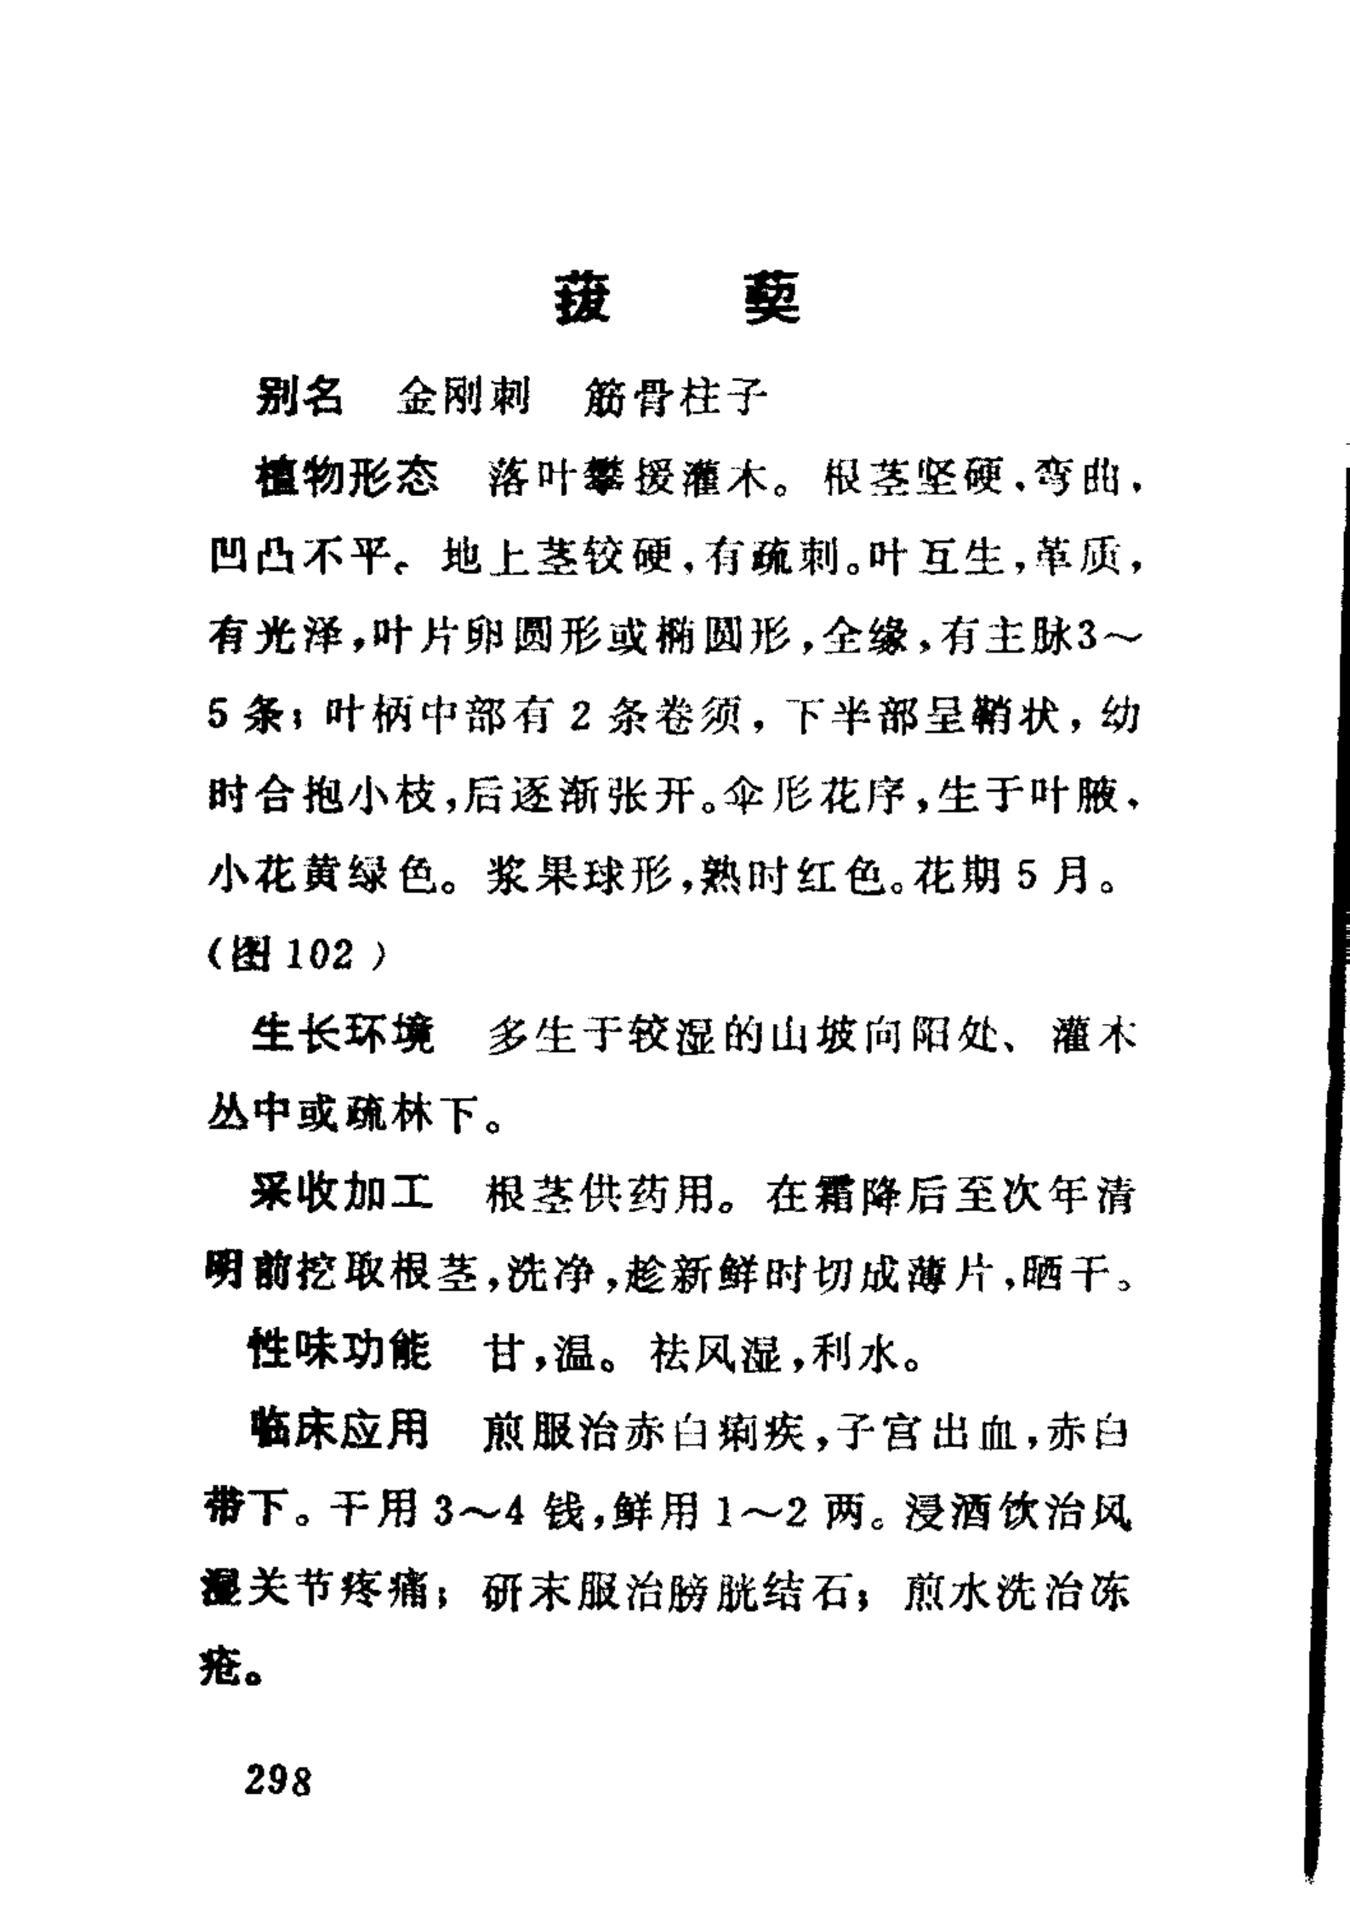 菝 葜
别名 金刚刺 筋骨柱子
植物形态 落叶攀援灌木。根茎坚硬,弯曲,
凹凸不平。地上茎较硬,有疏刺。叶互生,革质,
有光泽,叶片卵圆形或椭圆形,全缘,有主脉3～
5条;叶柄中部有2条卷须,下半部呈鞘状,幼
时合抱小枝,后逐渐张开。伞形花序,生于叶腋,
小花黄绿色。浆果球形,熟时红色。花期5月。
(图102)
生长环境 多生于较湿的山坡向阳处、灌木
丛中或疏林下。
采收加工 根茎供药用。在霜降后至次年清
明前挖取根茎,洗净,趁新鲜时切成薄片,晒干。
性味功能 甘,温。祛风湿,利水。
临床应用 煎服治赤白痢疾,子宫出血,赤白
带下。干用3～4钱,鲜用1～2两。浸酒饮治风
湿关节疼痛;研末服治膀胱结石;煎水洗治冻
疮。
298